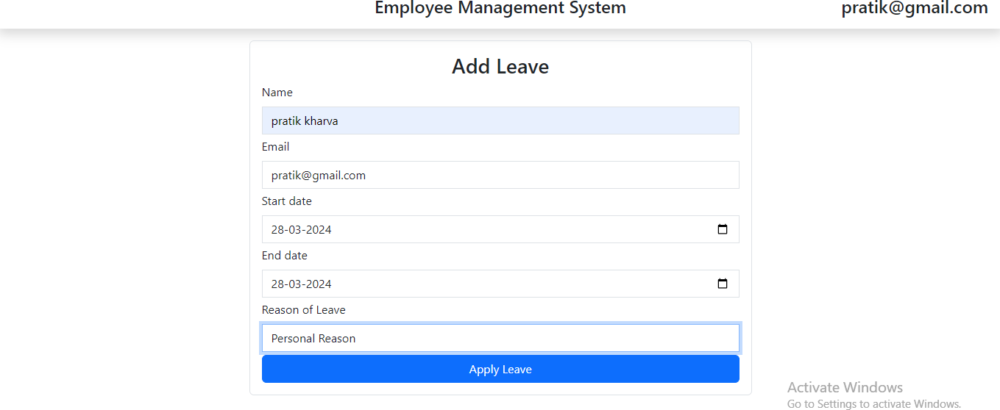 Employee Management System
pratik@gmail.com
Add Leave
Name
pratik kharva
Email
pratik@gmail.com
Start date
28-03-2024
End date
28-03-2024
Reason of Leave
Personal Reason
Apply Leave
Activate Windows
Go to Settings to activate Windows.